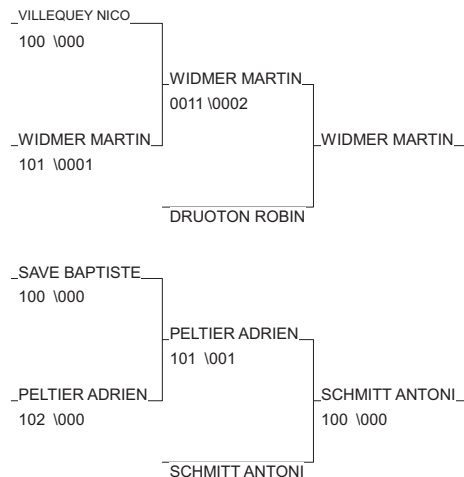 VILLEQUEY NICO
100 \000
WIDMER MARTIN
0011 \0002
WIDMER MARTIN
101 \0001
WIDMER MARTIN
DRUOTON ROBIN
SAVE BAPTISTE
100 \000
PELTIER ADRIEN
101 \001
PELTIER ADRIEN
102 \000
SCHMITT ANTONI
100 \000
SCHMITT ANTONI